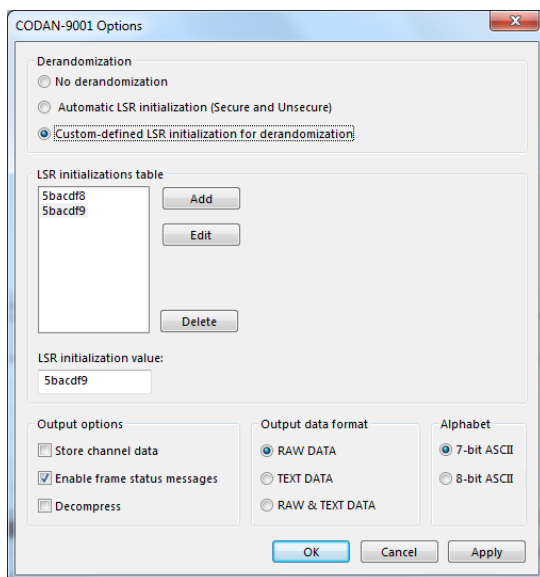 CODAN-9001 Options
Derandomization
No derandomization
Automatic LSR initialization (Secure and Unsecure)
Custom-defined LSR initialization for derandomization
LSR initializations table
5bacdf8
5bacdf9
Add
Edit
Delete
LSR initialization value:
5bacdf9
Output options
Store channel data
Enable frame status messages
Decompress
Output data format
RAW DATA
TEXT DATA
RAW & TEXT DATA
Alphabet
7-bit ASCII
8-bit ASCII
OK
Cancel
Apply